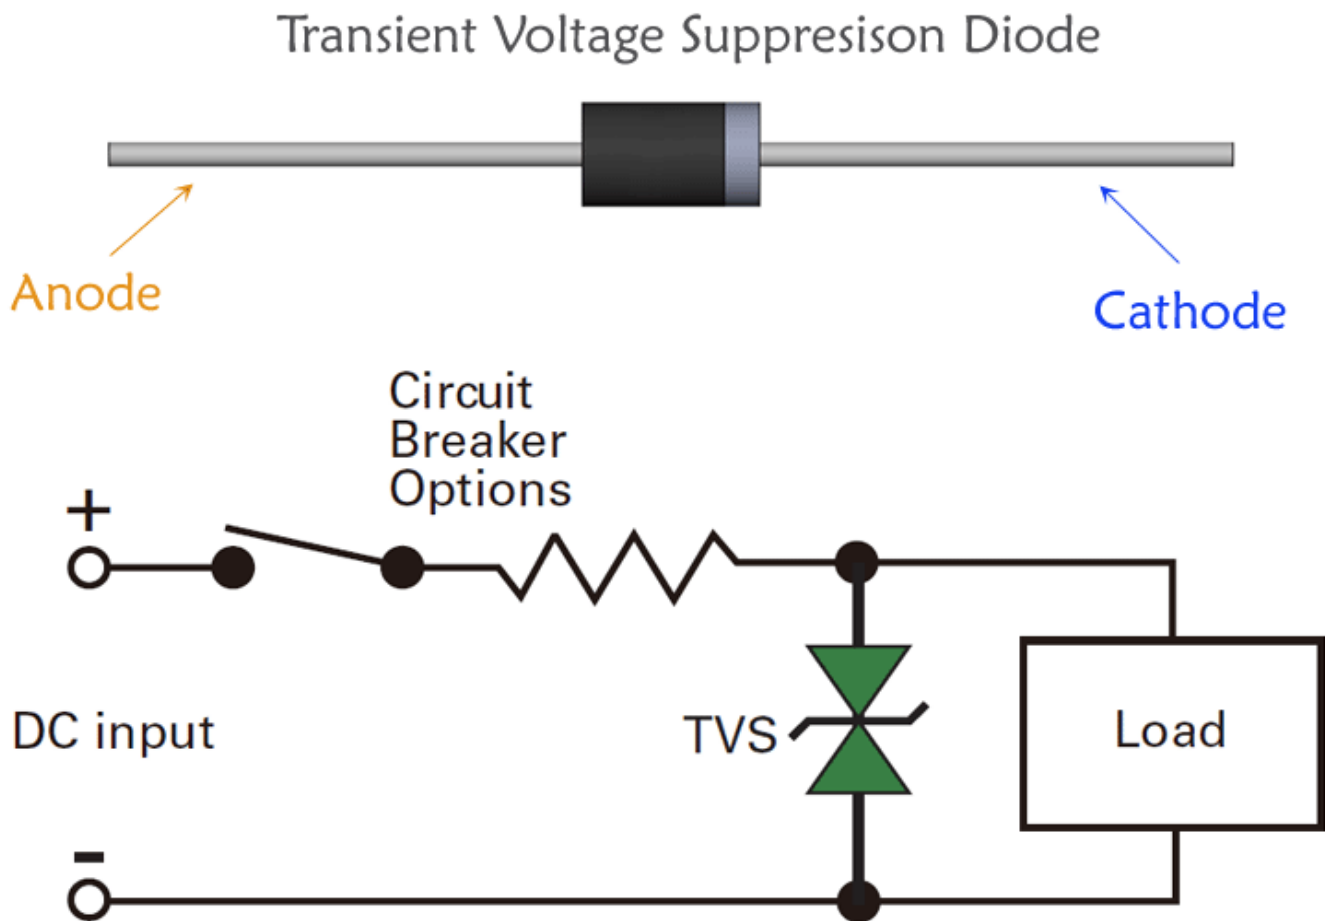 Transient Voltage Suppresison Diode
Anode
Cathode
Circuit
Breaker
Options
+
DC input
TVS
Load
-